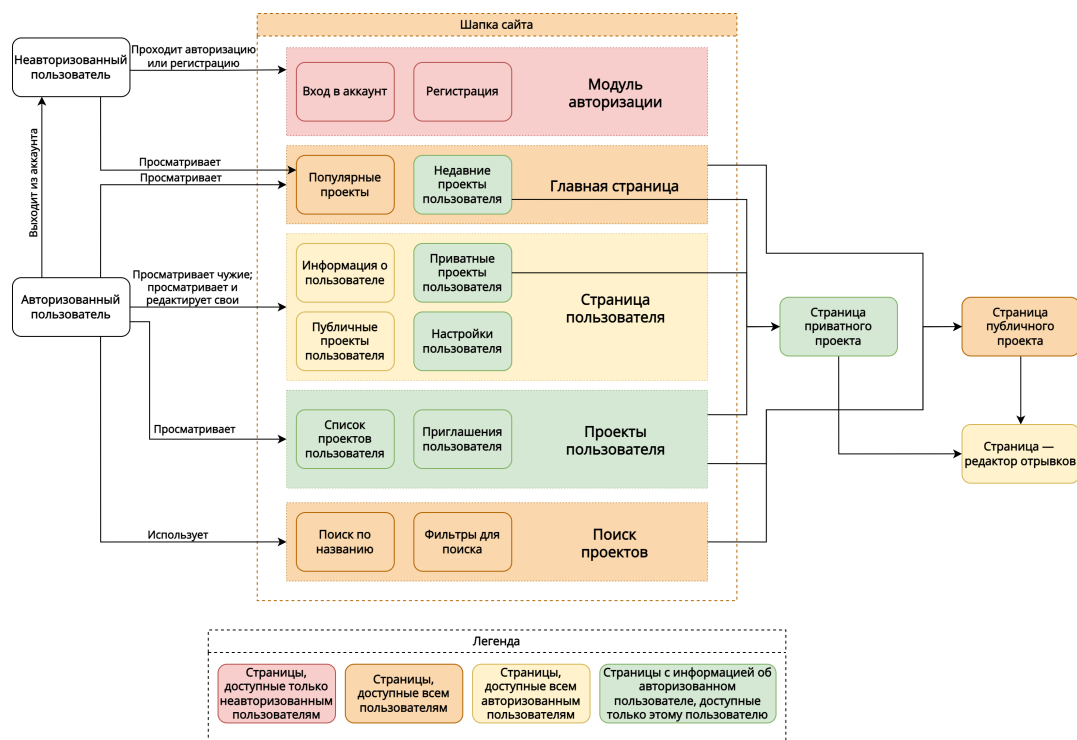 Шапка сайта
Неавторизованный
пользователь
Проходит авторизацию
или регистрацию
Вход в аккаунт
Регистрация
Модуль
авторизации
Выходит из аккаунта
Просматривает
Просматривает
Популярные
проекты
Недавние
проекты
пользователя
Главная страница
Авторизованный
пользователь
Просматривает чужие;
просматривает и
редактирует свои
Информация о
пользователе
Приватные
проекты
пользователя
Публичные
проекты
пользователя
Настройки
пользователя
Страница
пользователя
Страница
приватного
проекта
Страница
публичного
проекта
Просматривает
Список
проектов
пользователя
Приглашения
пользователя
Проекты
пользователя
Страница —
редактор отрывков
Использует
Поиск по
названию
Фильтры для
поиска
Поиск
проектов
Легенда
Страницы,
доступные только
неавторизованным
пользователям
Страницы,
доступные всем
пользователям
Страницы,
доступные всем
авторизованным
пользователям
Страницы с информацией об
авторизованном
пользователе, доступные
только этому пользователю